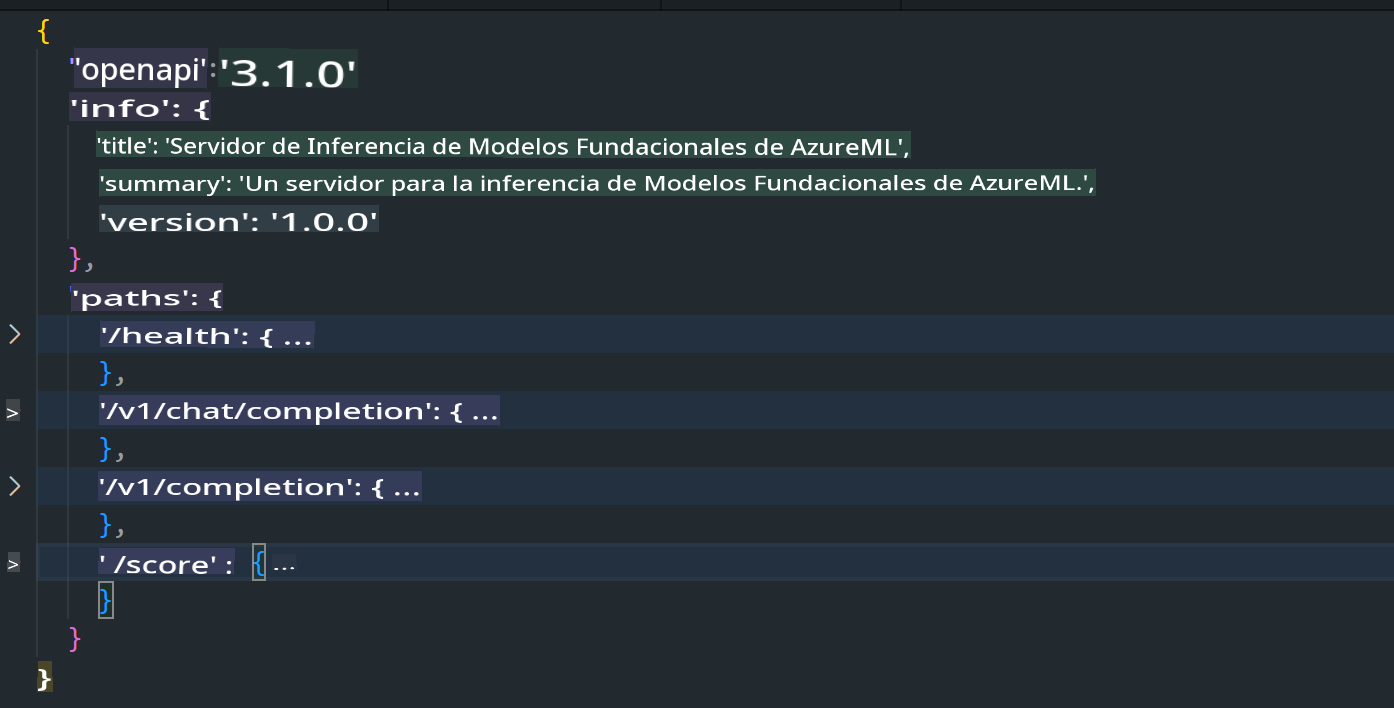 {
"openapi': '3.1.0'
'info': {
'title': 'Servidor de Inferencia de Modelos Fundacionales de AzureML',
'summary': 'Un servidor para la inferencia de Modelos Fundacionales de AzureML.',
'version': '1.0.0'
},
'paths': {
> '/health': { ...
},
> '/v1/chat/completion': { ...
},
> '/v1/completion': { ...
},
> ' /score' : { ...
}
}
}